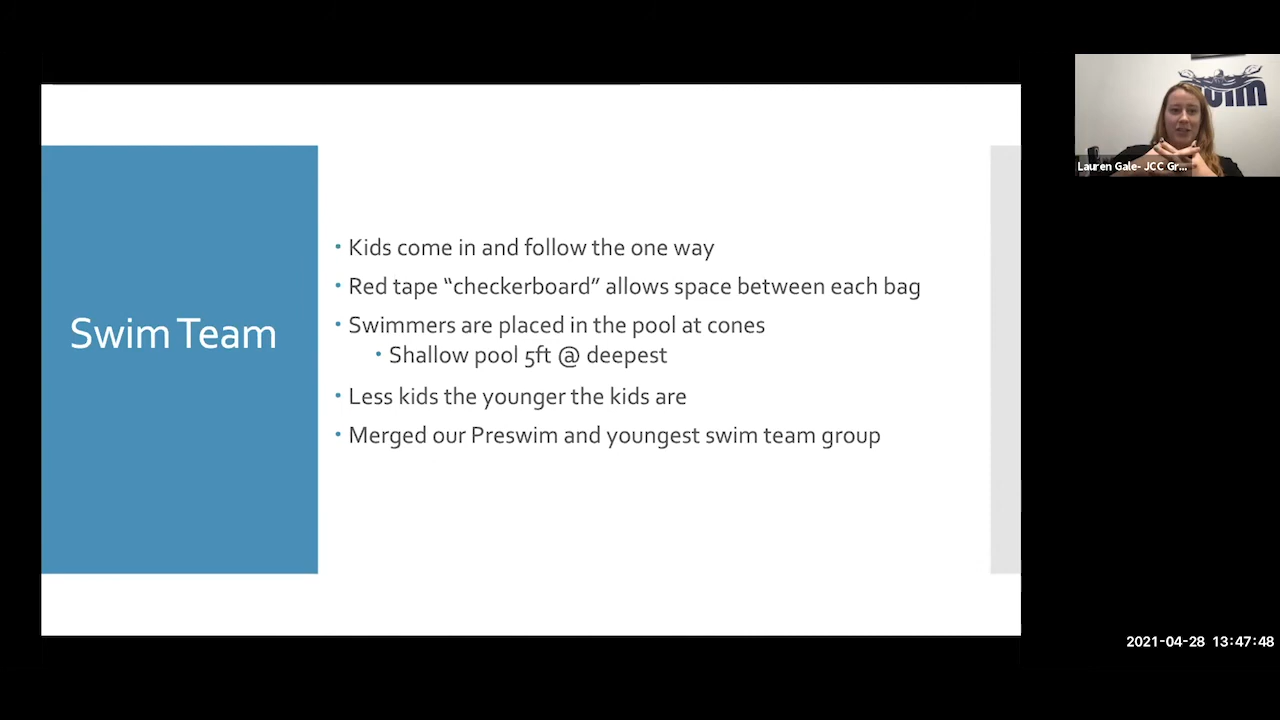 Swim Team
Kids come in and follow the one way
Red tape “checkerboard” allows space between each bag
Swimmers are placed in the pool at cones
Shallow pool 5ft @ deepest
Less kids the younger the kids are
Merged our Preswim and youngest swim team group
Lauren Gale- JCC Gr...
2021-04-28 13:47:48